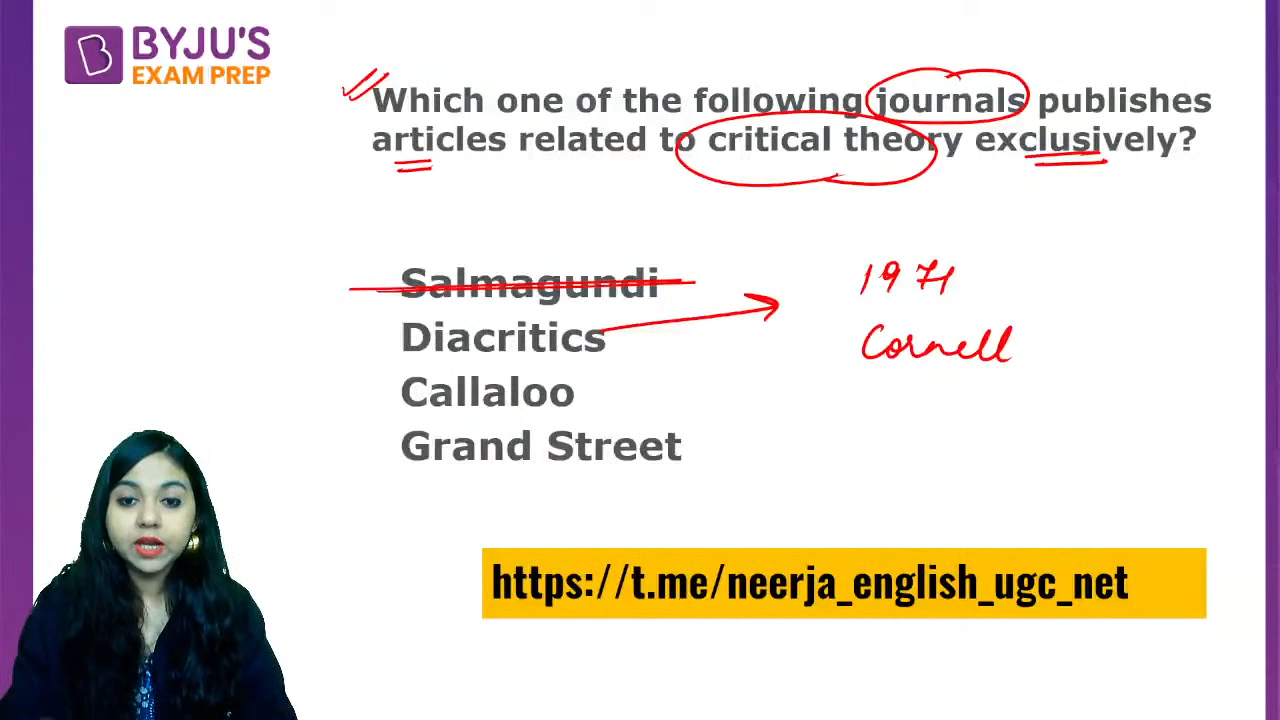 BYJU'S
EXAM PREP
Which one of the following journals publishes
articles related to critical theory exclusively?
Salmagundi
1971
Diacritics
Cornell
Callaloo
Grand Street
https://t.me/neerja_english_ugc_net